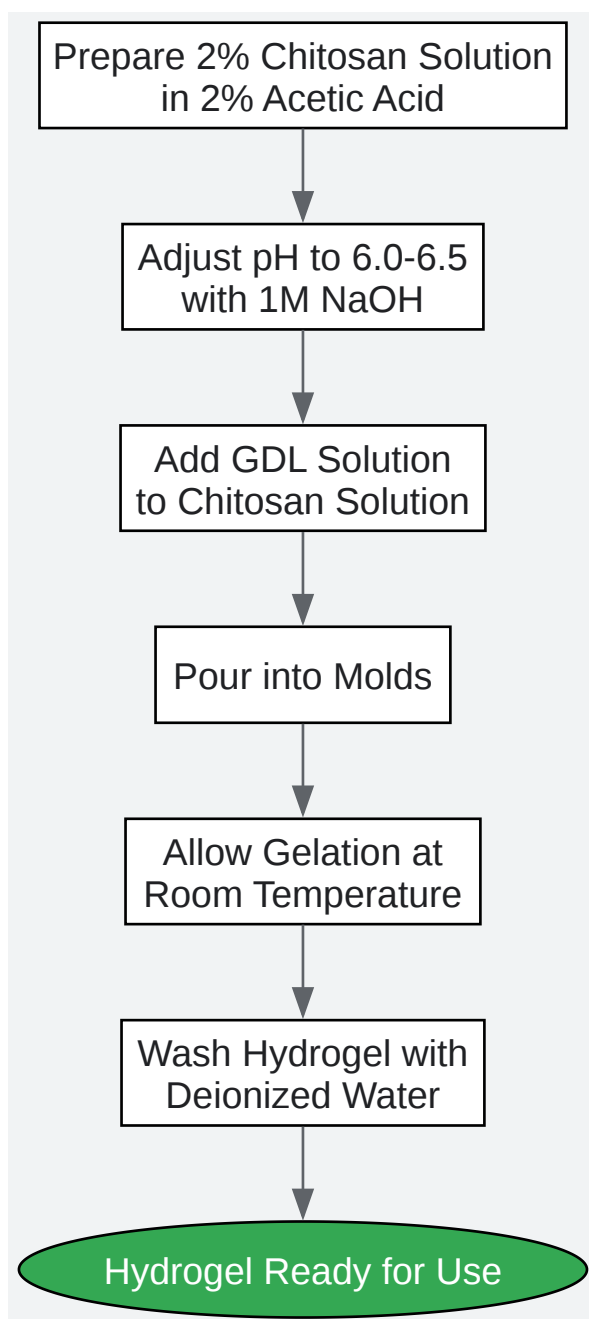 Prepare 2% Chitosan Solution
in 2% Acetic Acid
Adjust pH to 6.0-6.5
with 1M NaOH
Add GDL Solution
to Chitosan Solution
Pour into Molds
Allow Gelation at
Room Temperature
Wash Hydrogel with
Deionized Water
Hydrogel Ready for Use